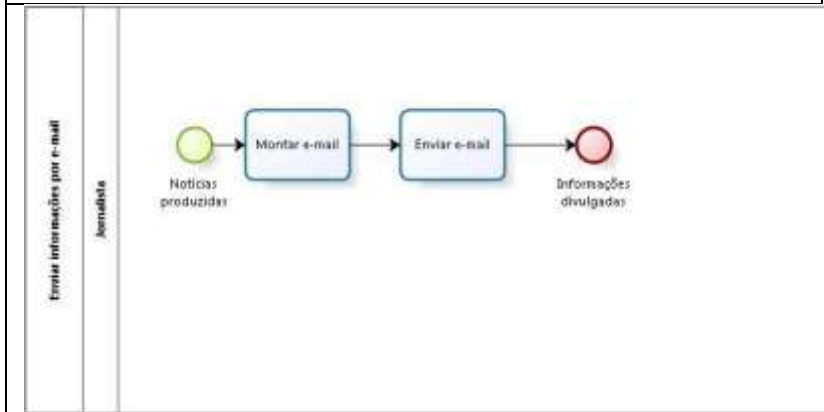 Enviar informações por e-mail
Jornalista
Montar e-mail
Enviar e-mail
Notícias
produzidas
Informações
divulgadas